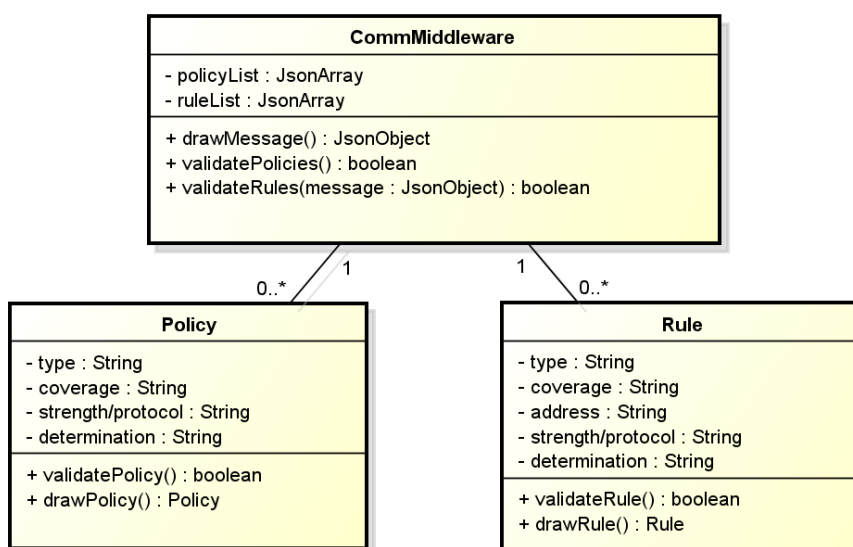 CommMiddleware
- policyList : JsonArray
- ruleList : JsonArray
+ drawMessage() : JsonObject
+ validatePolicies() : boolean
+ validateRules(message : JsonObject) : boolean
1
1
0..*
0..*
Policy
- type : String
- coverage : String
- strength/protocol : String
- determination : String
+ validatePolicy() : boolean
+ drawPolicy() : Policy
Rule
- type : String
- coverage : String
- address : String
- strength/protocol : String
- determination : String
+ validateRule() : boolean
+ drawRule() : Rule